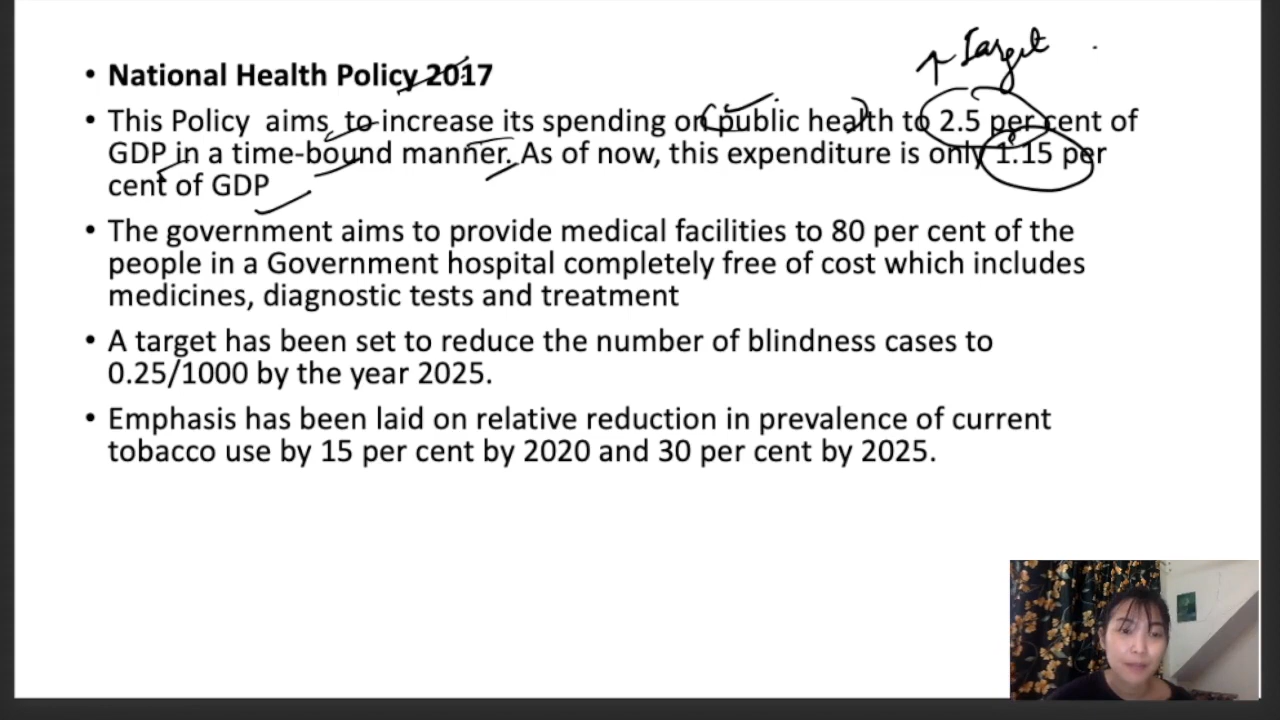 ↑ Target
• National Health Policy 2017
• This Policy aims to increase its spending on public health to 2.5 per cent of
GDP in a time-bound manner. As of now, this expenditure is only 1.15 per
cent of GDP
• The government aims to provide medical facilities to 80 per cent of the
people in a Government hospital completely free of cost which includes
medicines, diagnostic tests and treatment
• A target has been set to reduce the number of blindness cases to
0.25/1000 by the year 2025.
• Emphasis has been laid on relative reduction in prevalence of current
tobacco use by 15 per cent by 2020 and 30 per cent by 2025.